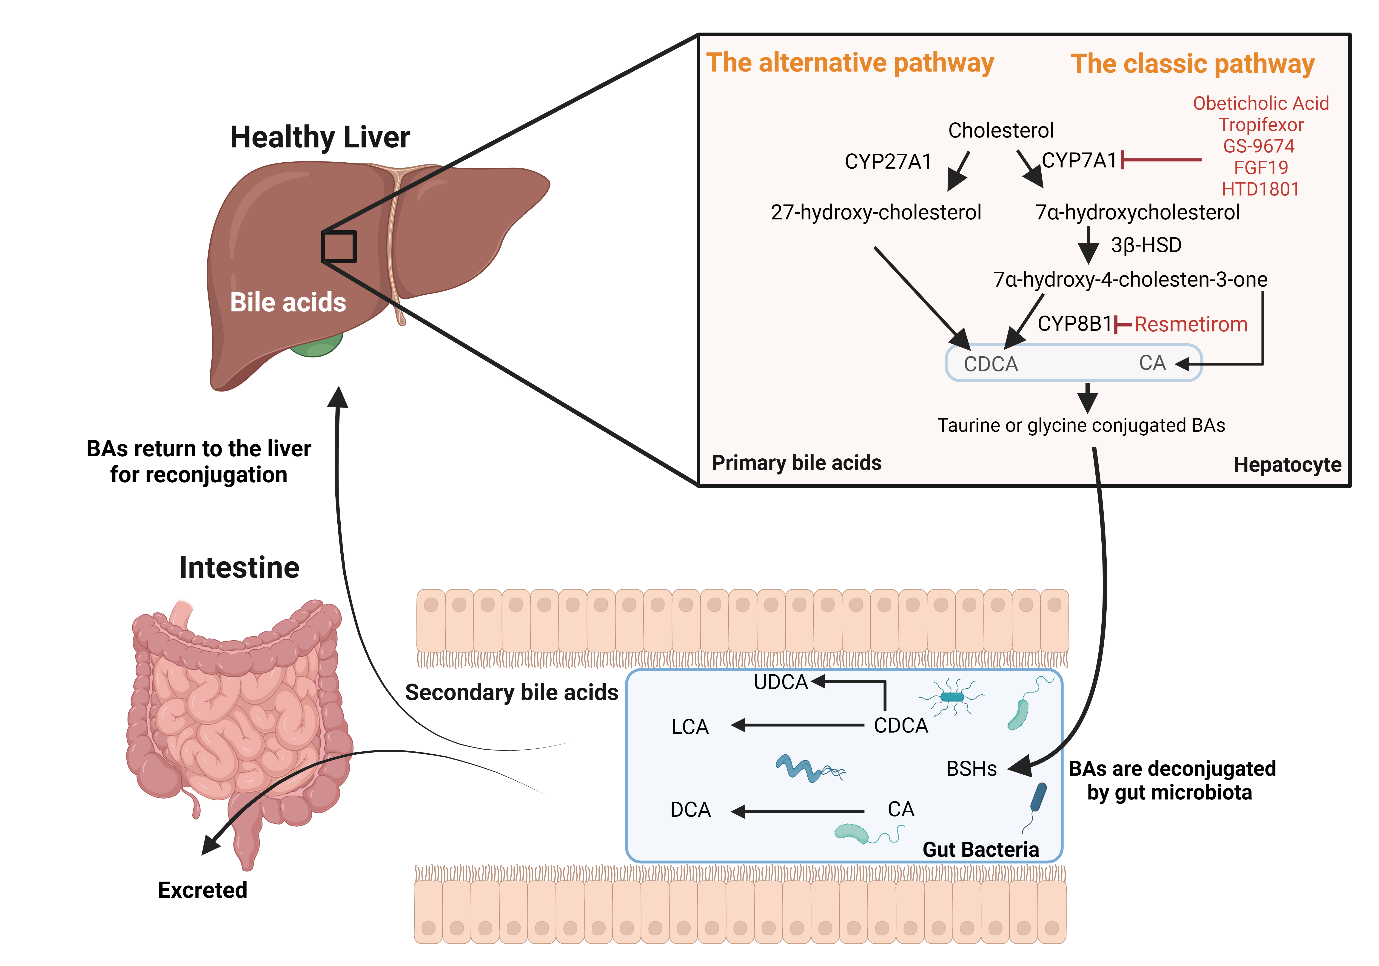 The alternative pathway
The classic pathway
Obeticholic Acid
Tropifexor
GS-9674
FGF19
HTD1801
Cholesterol
CYP27A1
CYP7A1
27-hydroxy-cholesterol
7α-hydroxycholesterol
3β-HSD
7α-hydroxy-4-cholesten-3-one
CYP8B1
Resmetirom
CDCA
CA
Taurine or glycine conjugated BAs
Primary bile acids
Hepatocyte
Healthy Liver
Bile acids
BAs return to the liver
for reconjugation
Intestine
Excreted
Secondary bile acids
UDCA
LCA
CDCA
BSHs
DCA
CA
Gut Bacteria
BAs are deconjugated
by gut microbiota